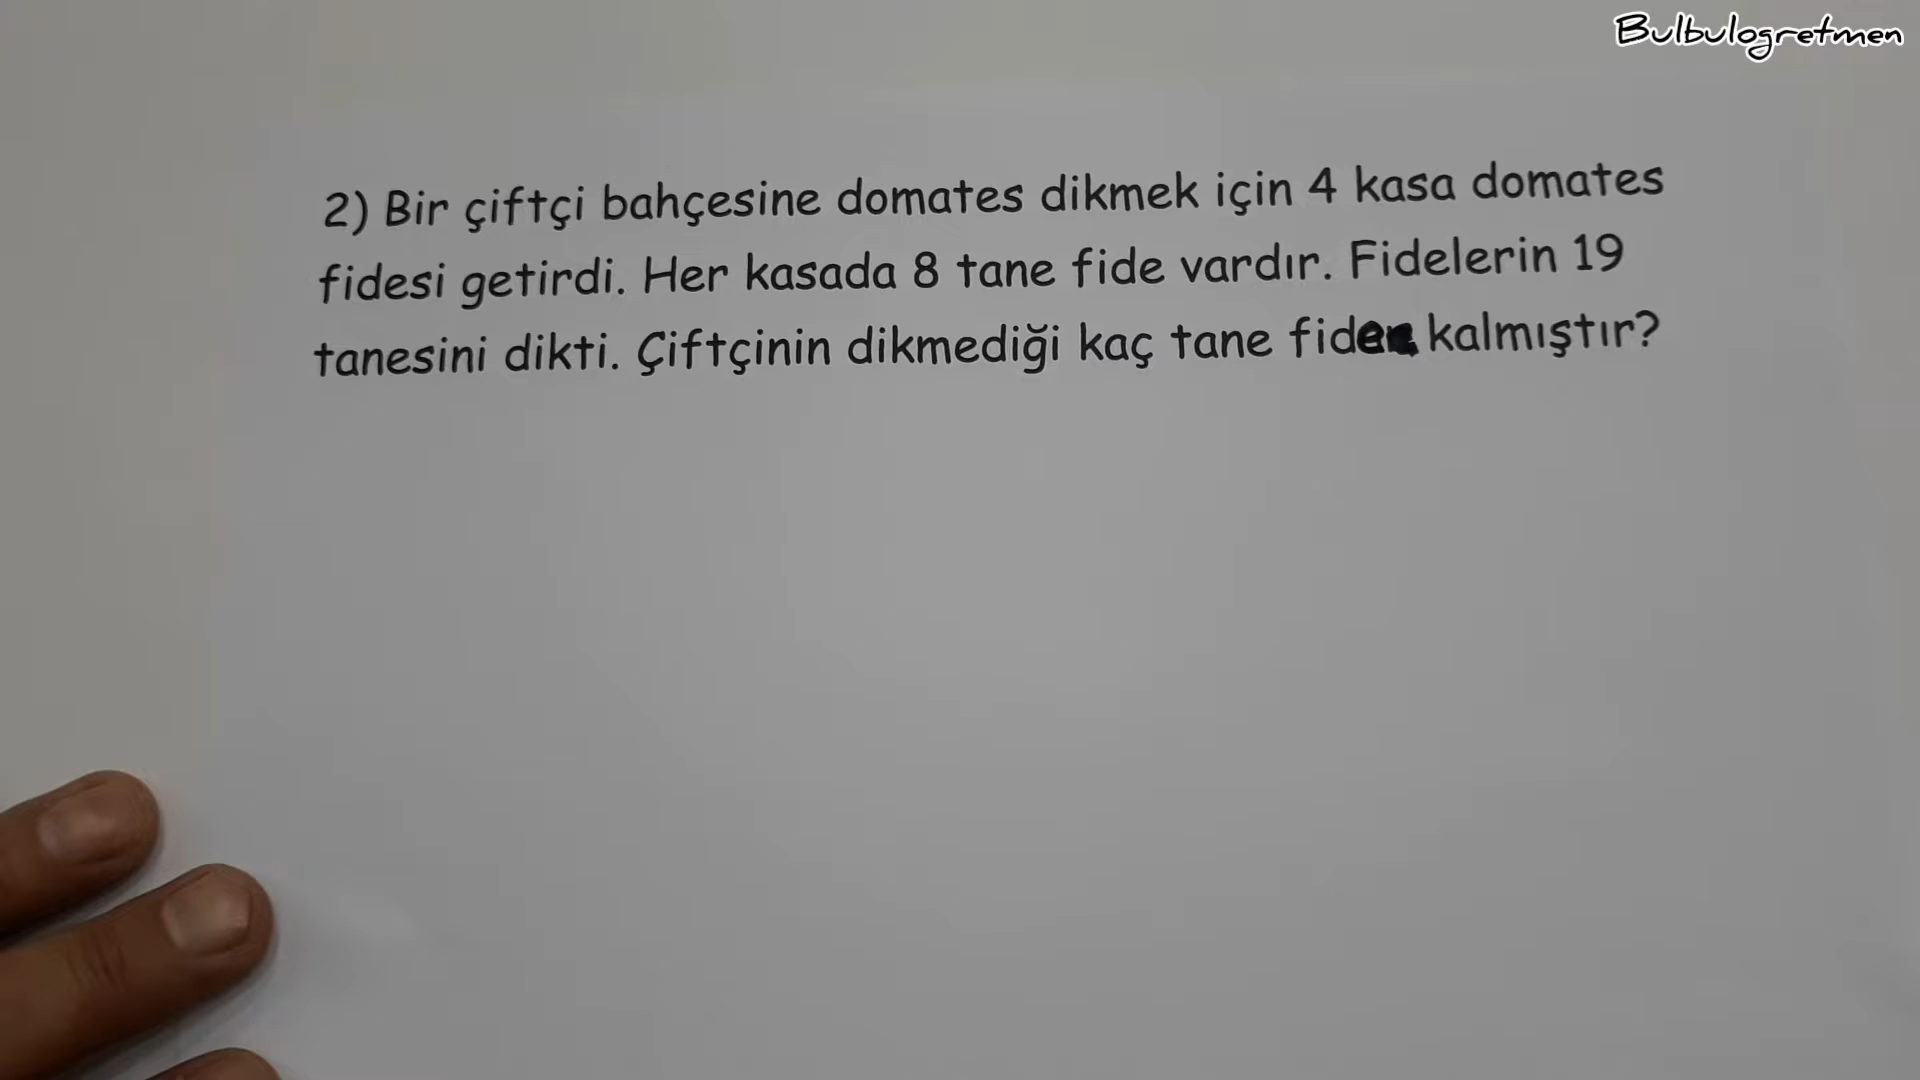 Bulbulogretmen
2) Bir çiftçi bahçesine domates dikmek için 4 kasa domates
fidesi getirdi. Her kasada 8 tane fide vardır. Fidelerin 19
tanesini dikti. Çiftçinin dikmediği kaç tane fide kalmıştır?